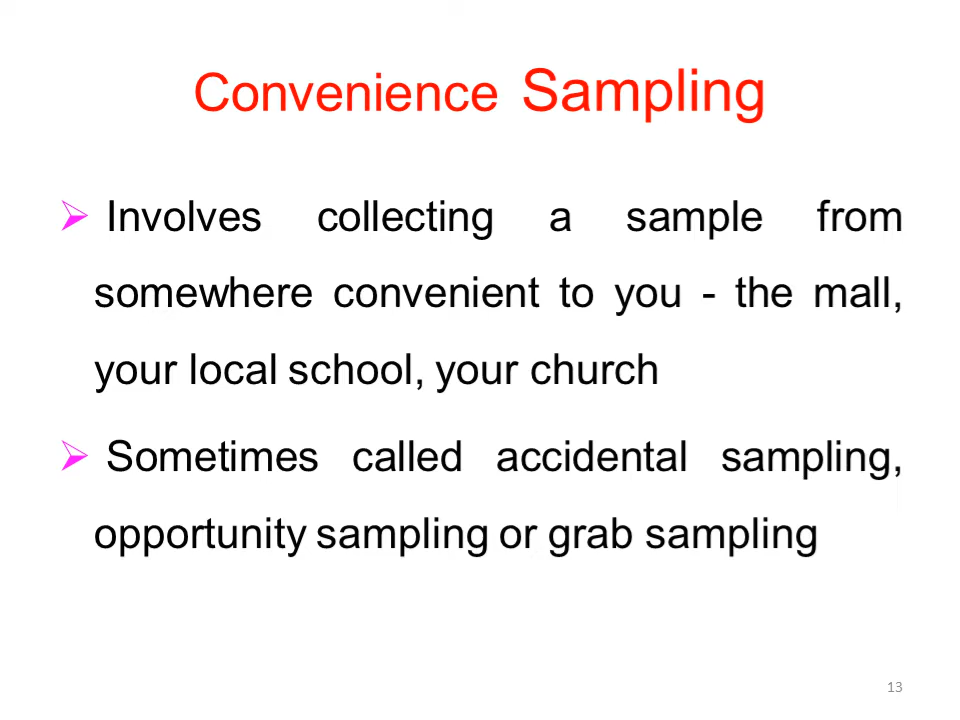 Convenience Sampling
➢ Involves collecting a sample from
somewhere convenient to you - the mall,
your local school, your church
➢ Sometimes called accidental sampling,
opportunity sampling or grab sampling
13